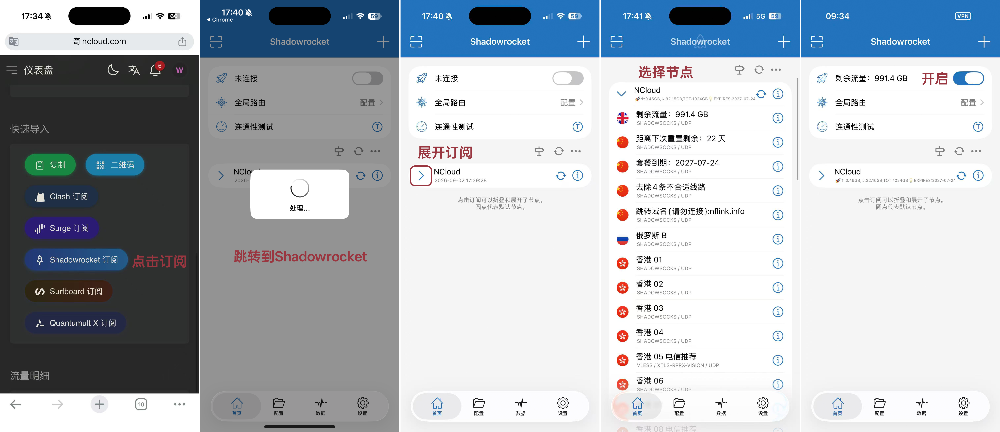 17:34
60
奇ncloud.com
仪表盘
6
W
快速导入
复制
二维码
Clash 订阅
Surge 订阅
Shadowrocket 订阅
点击订阅
Surfboard 订阅
Quantumult X 订阅
流量明细
10
17:40
Chrome
59
Shadowrocket
未连接
全局路由
配置
连通性测试
T
NClou
2026-0
处理...
跳转到Shadowrocket
首页
配置
数据
设置
17:40
59
Shadowrocket
未连接
全局路由
配置
连通性测试
T
展开订阅
NCloud
2026-09-02 17:39:28
点击订阅可以折叠和展开子节点。
圆点代表默认节点。
首页
配置
数据
设置
17:41
5G
59
Shadowrocket
选择节点
NCloud
🚀↑:0.46GB,↓:32.15GB,TOT:1024GB💡EXPIRES:2027-07-24
剩余流量：991.4 GB
SHADOWSOCKS / UDP
距离下次重置剩余：22 天
SHADOWSOCKS / UDP
套餐到期：2027-07-24
SHADOWSOCKS / UDP
去除4条不合适线路
SHADOWSOCKS / UDP
跳转域名{请勿连接}:nflink.info
SHADOWSOCKS / UDP
俄罗斯 B
SHADOWSOCKS / UDP
香港 01
SHADOWSOCKS / UDP
香港 02
SHADOWSOCKS / UDP
香港 03
SHADOWSOCKS / UDP
香港 04
SHADOWSOCKS / UDP
香港 05 电信推荐
VLESS / XTLS-RPRX-VISION / UDP
香港 06
SHADOWSOCKS / UDP
首页
配置
数据
设置
香港 08 电信推荐
09:34
VPN
Shadowrocket
剩余流量：991.4 GB
开启
全局路由
配置
连通性测试
T
NCloud
🚀↑:0.46GB,↓:32.15GB,TOT:1024GB💡EXPIRES:2027-07-24
点击订阅可以折叠和展开子节点。
圆点代表默认节点。
首页
配置
数据
设置